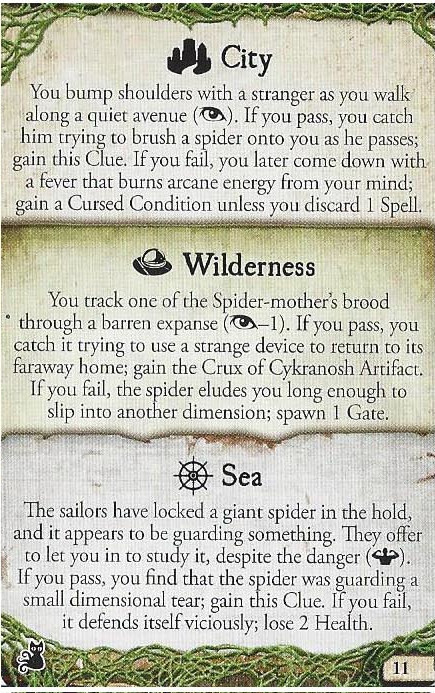 City
You bump shoulders with a stranger as you walk
along a quiet avenue (). If you pass, you catch
him trying to brush a spider onto you as he passes;
gain this Clue. If you fail, you later come down with
a fever that burns arcane energy from your mind;
gain a Cursed Condition unless you discard 1 Spell.
Wilderness
You track one of the Spider-mother's brood
through a barren expanse (–1). If you pass, you
catch it trying to use a strange device to return to its
faraway home; gain the Crux of Cykranosh Artifact.
If you fail, the spider eludes you long enough to
slip into another dimension; spawn 1 Gate.
Sea
The sailors have locked a giant spider in the hold,
and it appears to be guarding something. They offer
to let you in to study it, despite the danger ().
If you pass, you find that the spider was guarding a
small dimensional tear; gain this Clue. If you fail,
it defends itself viciously; lose 2 Health.
11